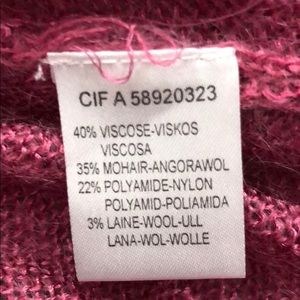 CIF A 58920323
40% VISCOSE-VISKOS
VISCOSA
35% MOHAIR-ANGORAWOL
22% POLYAMIDE-NYLON
POLYAMID-POLIAMIDA
3% LAINE-WOOL-ULL
LANA-WOL-WOLLE